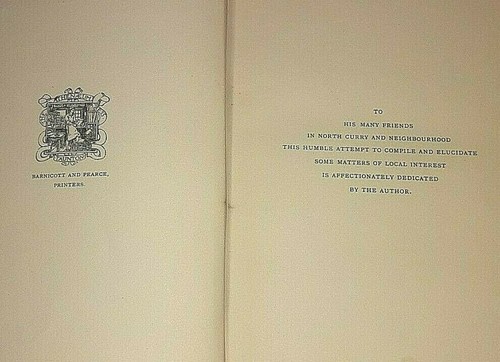 BARNICOTT AND PEARCE,
PRINTERS
TO
HIS MANY FRIENDS
IN NORTH CURRY AND NEIGHBOURHOOD
THIS HUMBLE ATTEMPT TO COMPILE AND ELUCIDATE
SOME MATTERS OF LOCAL INTEREST
IS AFFECTIONATELY DEDICATED
BY THE AUTHOR.